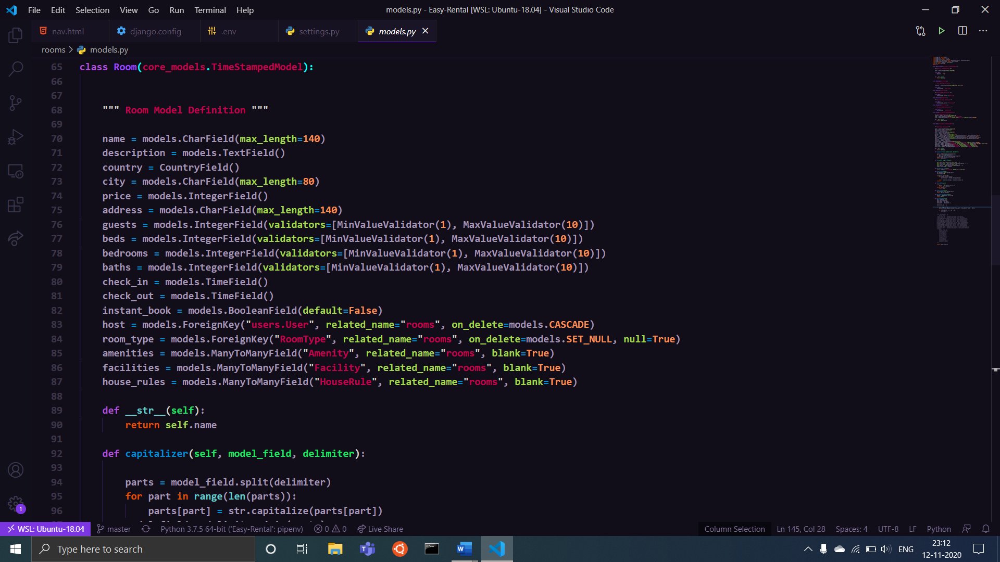 File Edit Selection View Go Run Terminal Help
models.py - Easy-Rental [WSL: Ubuntu-18.04] - Visual Studio Code
nav.html django.config .env settings.py models.py
rooms > models.py
65 class Room(core_models.TimeStampedModel):
66
67
68 """ Room Model Definition """
69
70 name = models.CharField(max_length=140)
71 description = models.TextField()
72 country = CountryField()
73 city = models.CharField(max_length=80)
74 price = models.IntegerField()
75 address = models.CharField(max_length=140)
76 guests = models.IntegerField(validators=[MinValueValidator(1), MaxValueValidator(10)])
77 beds = models.IntegerField(validators=[MinValueValidator(1), MaxValueValidator(10)])
78 bedrooms = models.IntegerField(validators=[MinValueValidator(1), MaxValueValidator(10)])
79 baths = models.IntegerField(validators=[MinValueValidator(1), MaxValueValidator(10)])
80 check_in = models.TimeField()
81 check_out = models.TimeField()
82 instant_book = models.BooleanField(default=False)
83 host = models.ForeignKey("users.User", related_name="rooms", on_delete=models.CASCADE)
84 room_type = models.ForeignKey("RoomType", related_name="rooms", on_delete=models.SET_NULL, null=True)
85 amenities = models.ManyToManyField("Amenity", related_name="rooms", blank=True)
86 facilities = models.ManyToManyField("Facility", related_name="rooms", blank=True)
87 house_rules = models.ManyToManyField("HouseRule", related_name="rooms", blank=True)
88
89 def __str__(self):
90 return self.name
91
92 def capitalizer(self, model_field, delimiter):
93
94 parts = model_field.split(delimiter)
95 for part in range(len(parts)):
96 parts[part] = str.capitalize(parts[part])
1
WSL: Ubuntu-18.04 master Python 3.7.5 64-bit ('Easy-Rental': pipenv) 0 0 Live Share
Column Selection Ln 145, Col 28 Spaces: 4 UTF-8 LF Python
Type here to search
ENG
23:12
12-11-2020